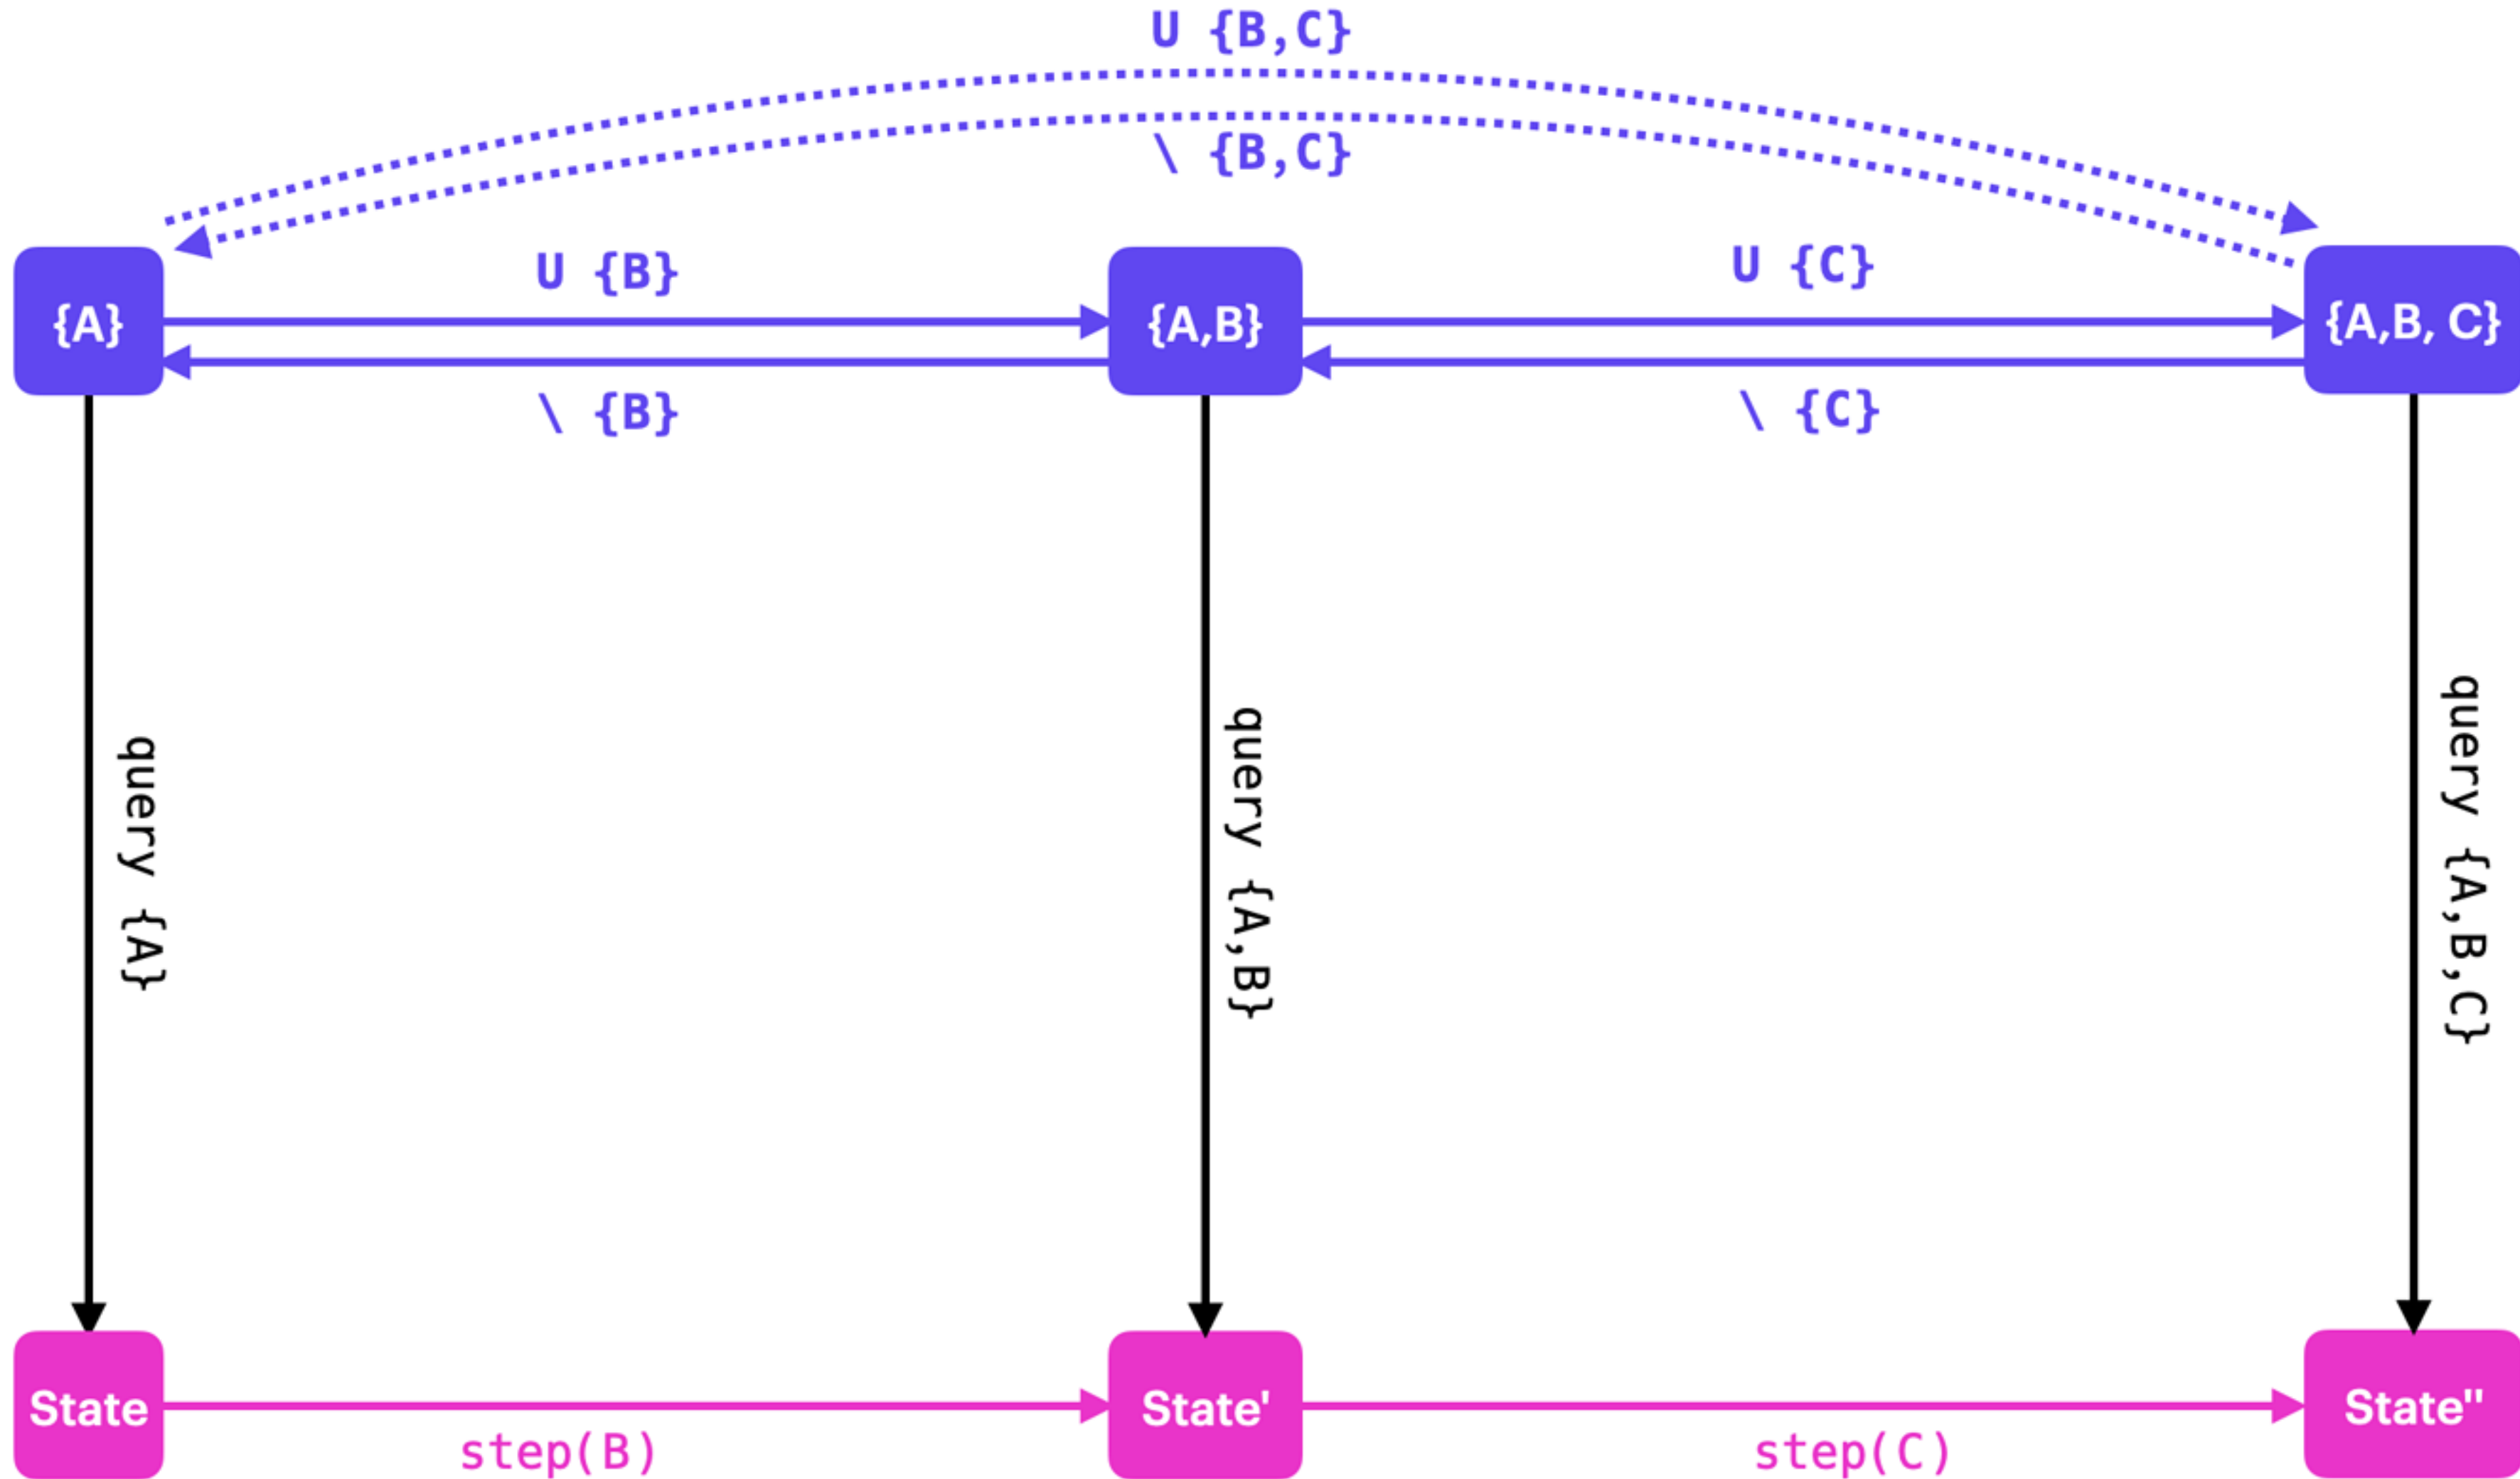 U {B,C}
\ {B,C}
U {B}
U {C}
{A}
{A,B}
{A,B, C}
\ {B}
\ {C}
query {A}
query {A,B}
query {A,B,C}
State
State'
State"
step(B)
step(C)